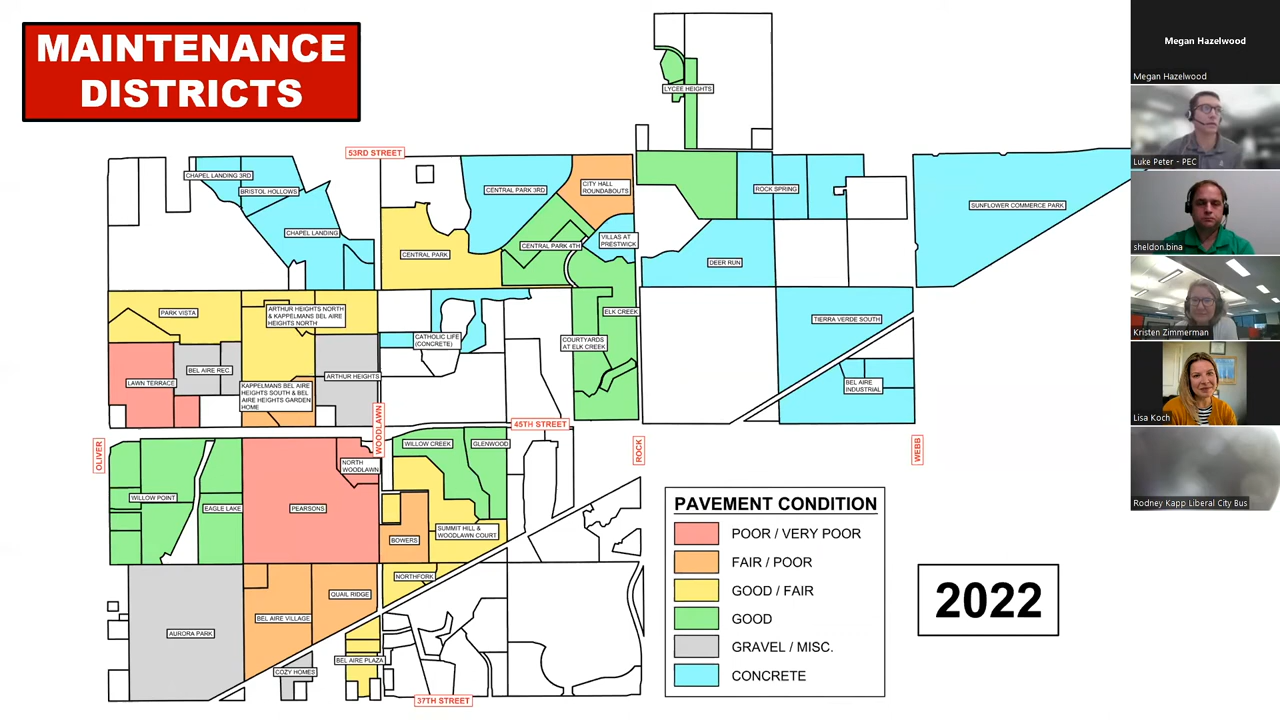 MAINTENANCE
DISTRICTS
LYCEE HEIGHTS
53RD STREET
CHAPEL LANDING 3RD
BRISTOL HOLLOWS
CENTRAL PARK 3RD
CITY HALL
ROUNDABOUTS
ROCK SPRING
SUNFLOWER COMMERCE PARK
CHAPEL LANDING
CENTRAL PARK
CENTRAL PARK 4TH
VILLAS AT
PRESTWICK
DEER RUN
PARK VISTA
ARTHUR HEIGHTS NORTH
& KAPPELMANS BEL AIRE
HEIGHTS NORTH
CATHOLIC LIFE
(CONCRETE)
ELK CREEK
COURTYARDS
AT ELK CREEK
TIERRA VERDE SOUTH
LAWN TERRACE
BEL AIRE REC.
ARTHUR HEIGHTS
KAPPELMANS BEL AIRE
HEIGHTS SOUTH & BEL
AIRE HEIGHTS GARDEN
HOME
BEL AIRE
INDUSTRIAL
OLIVER
WOODLAWN
45TH STREET
ROCK
WEBB
WILLOW CREEK
GLENWOOD
NORTH
WOODLAWN
WILLOW POINT
EAGLE LAKE
PEARSONS
BOWERS
SUMMIT HILL &
WOODLAWN COURT
NORTHFORK
QUAIL RIDGE
BEL AIRE VILLAGE
AURORA PARK
COZY HOMES
BEL AIRE PLAZA
37TH STREET
PAVEMENT CONDITION
POOR / VERY POOR
FAIR / POOR
GOOD / FAIR
GOOD
GRAVEL / MISC.
CONCRETE
2022
Megan Hazelwood
Megan Hazelwood
Luke Peter - PEC
sheldon.bina
Kristen Zimmerman
Lisa Koch
Rodney Kapp Liberal City Bus